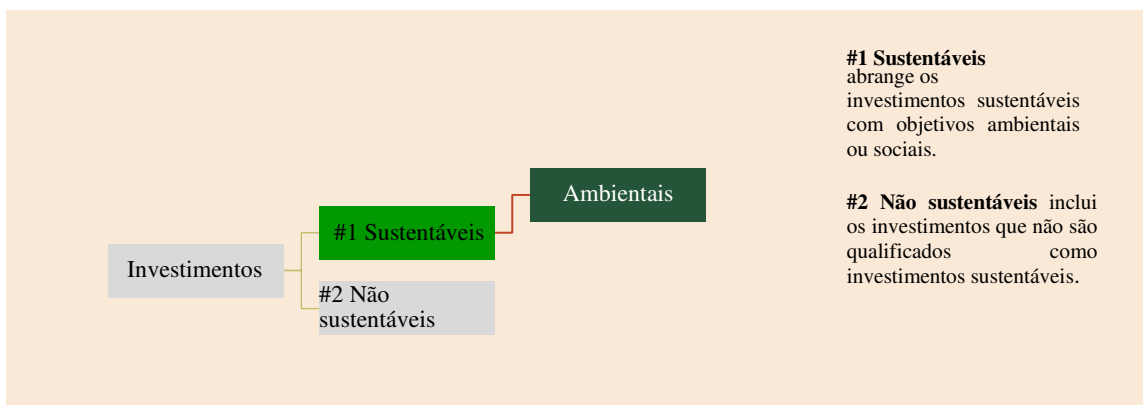 #1 Sustentáveis
abrange os
investimentos sustentáveis
com objetivos ambientais
ou sociais.
#2 Não sustentáveis inclui
os investimentos que não são
qualificados como
investimentos sustentáveis.
Ambientais
#1 Sustentáveis
Investimentos
#2 Não
sustentáveis